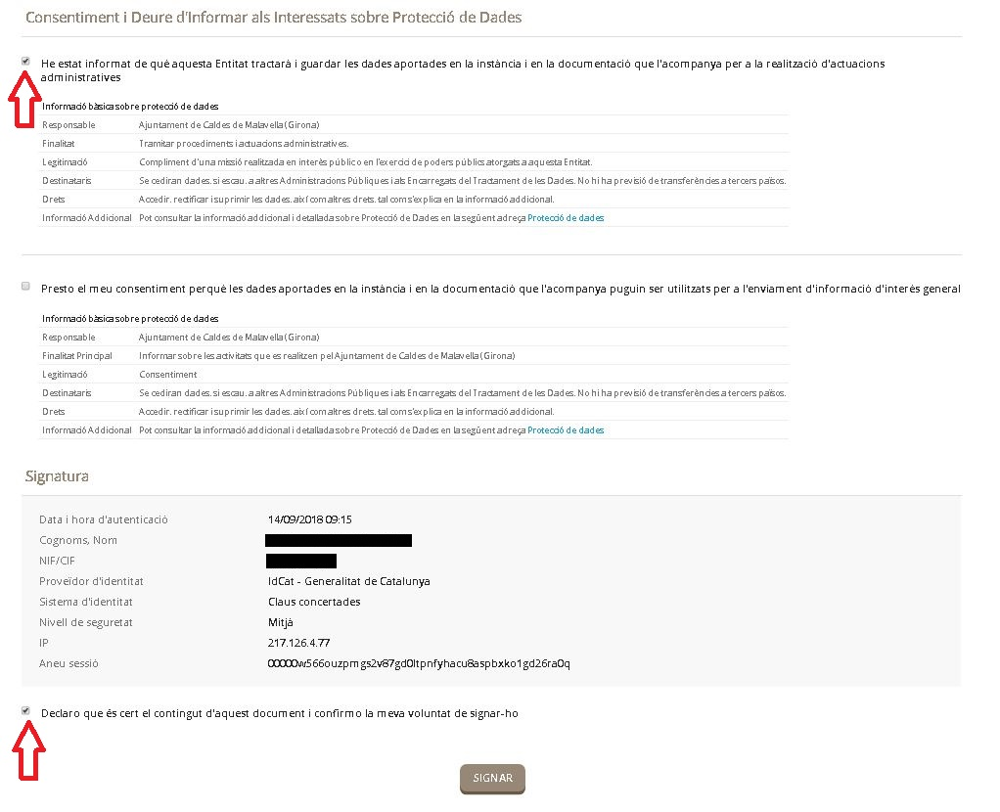 Consentiment i Deure d'Informar als Interessats sobre Protecció de Dades
He estat informat de què aquesta Entitat tractarà i guardar les dades aportades en la instància i en la documentació que l'acompanya per a la realització d'actuacions
administratives
Informació bàsica sobre protecció de dades
Responsable Ajuntament de Caldes de Malavella (Girona)
Finalitat Tramitar procediments i actuacions administratives.
Legitimació Compliment d'una missió realitzada en interès público en l'exercici de poders públics atorgats a aquesta Entitat.
Destinataris Se cediran dades, si escau, a altres Administracions Públiques i als Encarregats del Tractament de les Dades. No hi ha previsió de transferències a tercers països.
Drets Accedir, rectificar i suprimir les dades, així com altres drets, tal com s'explica en la informació addicional.
Informació Addicional Pot consultar la informació addicional i detallada sobre Protecció de Dades en la següent adreça Protecció de dades
Presto el meu consentiment perquè les dades aportades en la instància i en la documentació que l'acompanya puguin ser utilitzats per a l'enviament d'informació d'interès general
Informació bàsica sobre protecció de dades
Responsable Ajuntament de Caldes de Malavella (Girona)
Finalitat Principal Informar sobre les activitats que es realitzen pel Ajuntament de Caldes de Malavella (Girona)
Legitimació Consentiment
Destinataris Se cediran dades, si escau, a altres Administracions Públiques i als Encarregats del Tractament de les Dades. No hi ha previsió de transferències a tercers països.
Drets Accedir, rectificar i suprimir les dades, així com altres drets, tal com s'explica en la informació addicional.
Informació Addicional Pot consultar la informació addicional i detallada sobre Protecció de Dades en la següent adreça Protecció de dades
Signatura
Data i hora d'autenticació 14/09/2018 09:15
Cognoms, Nom
NIF/CIF
Proveïdor d'identitat IdCat - Generalitat de Catalunya
Sistema d'identitat Claus concertades
Nivell de seguretat Mitjà
IP 217.126.4.77
Aneu sessió 00000w566ouzpmgs2v87gd0ltpnfyhacu8aspbxko1gd26ra0q
Declaro que és cert el contingut d'aquest document i confirmo la meva voluntat de signar-ho
SIGNAR